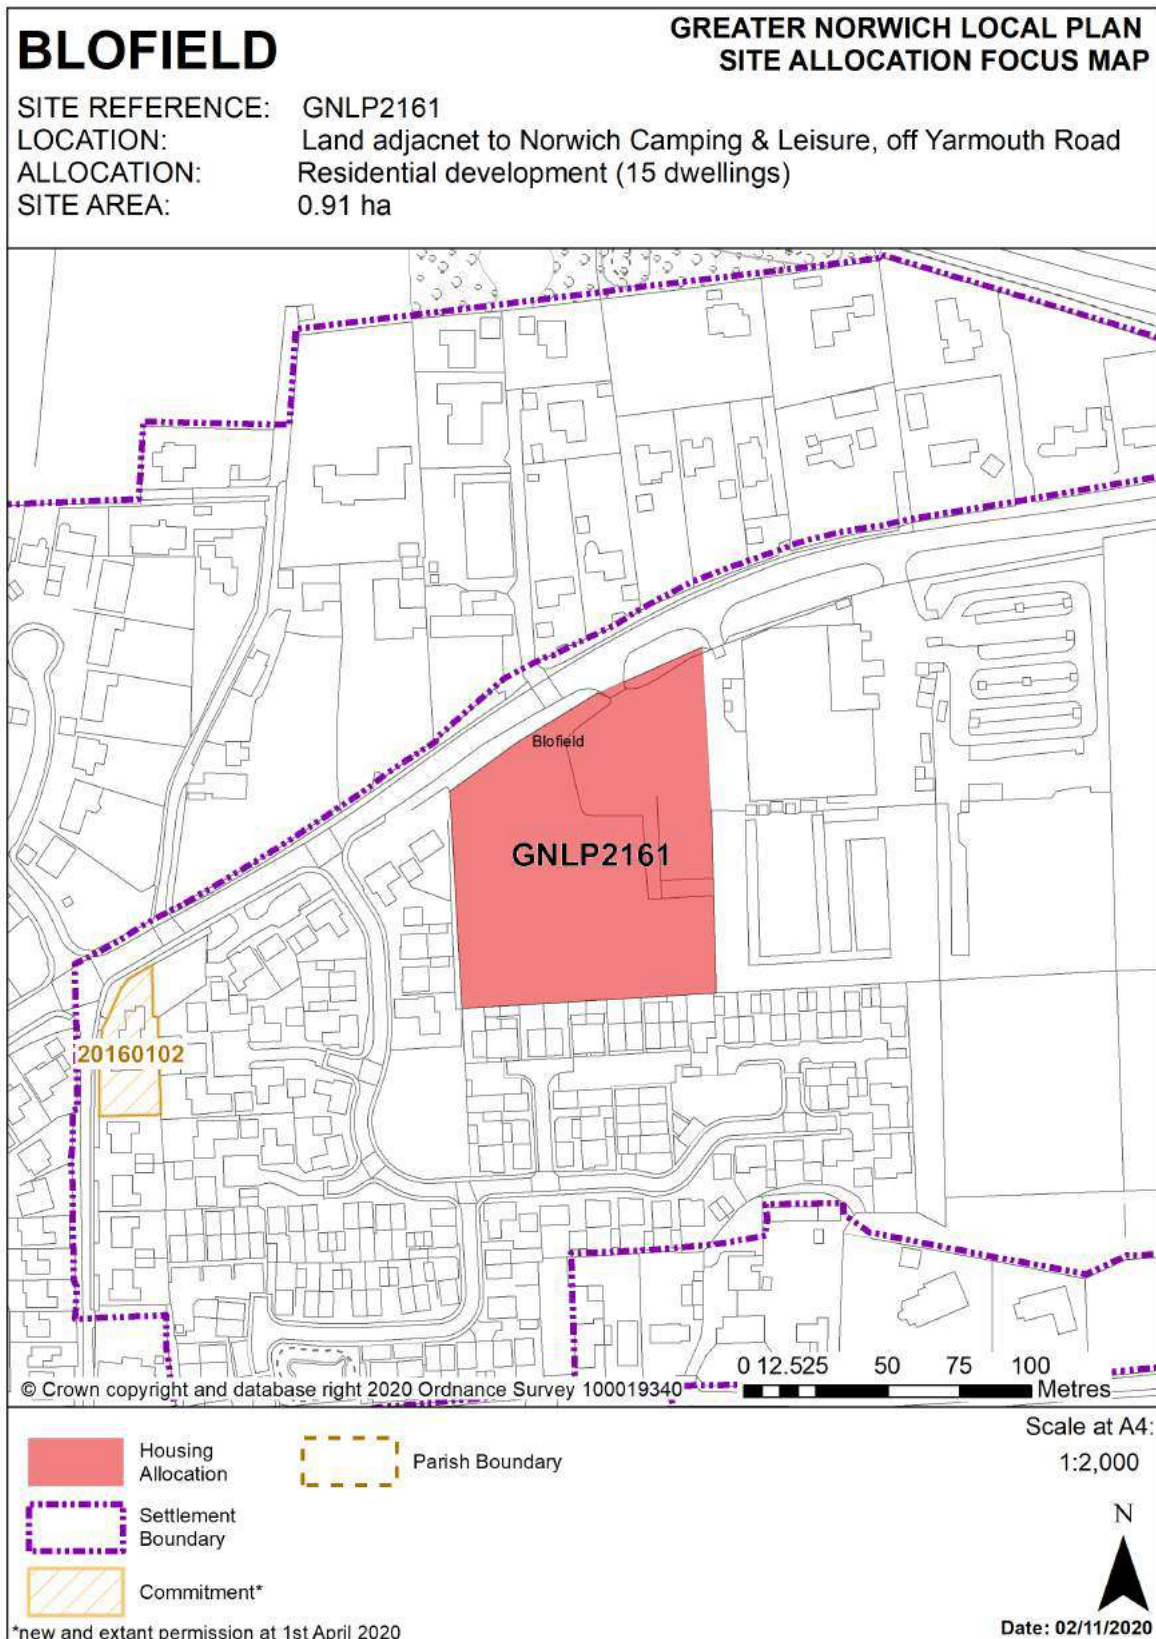 BLOFIELD
GREATER NORWICH LOCAL PLAN
SITE ALLOCATION FOCUS MAP
SITE REFERENCE: GNLP2161
LOCATION: Land adjacnet to Norwich Camping & Leisure, off Yarmouth Road
ALLOCATION: Residential development (15 dwellings)
SITE AREA: 0.91 ha
Blofield
GNLP2161
20160102
0 12.525 50 75 100
Metres
© Crown copyright and database right 2020 Ordnance Survey 100019340
Housing
Allocation
Parish Boundary
Settlement
Boundary
Commitment*
*new and extant permission at 1st April 2020
Scale at A4:
1:2,000
N
Date: 02/11/2020